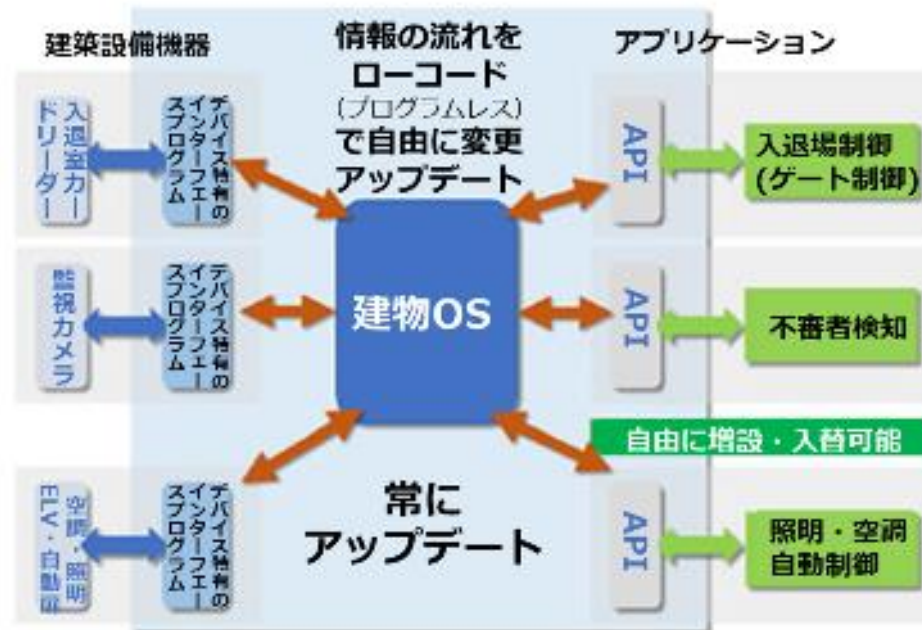 建築設備機器
情報の流れを
ローコード
(プログラムレス)
で自由に変更
アップデート
アプリケーション
入退室カー
ドリーダー
デバイス特有の
インターフェー
スプログラム
API
入退場制御
(ゲート制御)
監視カメラ
デバイス特有の
インターフェー
スプログラム
建物OS
API
不審者検知
自由に増設・入替可能
空調・照明
ELV・自動扉
デバイス特有の
インターフェー
スプログラム
常に
アップデート
API
照明・空調
自動制御